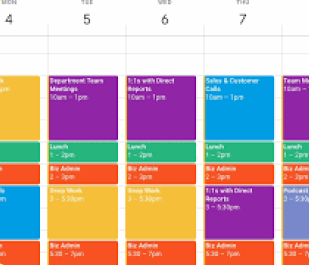 MON
TUE
WED
THU
4
5
6
7
Department Team
Meetings
10am – 1pm
1:1s with Direct
Reports
10am – 1pm
Sales & Customer
Calls
10am – 1pm
Team M
10am –
Lunch
1 – 2pm
Lunch
1 – 2pm
Lunch
1 – 2pm
Lunch
1 – 2pm
Biz Admin
2 – 3pm
Biz Admin
2 – 3pm
Biz Admin
2 – 3pm
Biz Admin
2 – 3pm
Deep Work
3 – 5:30pm
Deep Work
3 – 5:30pm
1:1s with Direct
Reports
3 – 5:30pm
Podcast
3 – 5:30p
Biz Admin
5:30 – 7pm
Biz Admin
5:30 – 7pm
Biz Admin
5:30 – 7pm
Biz Admin
5:30 – 7p